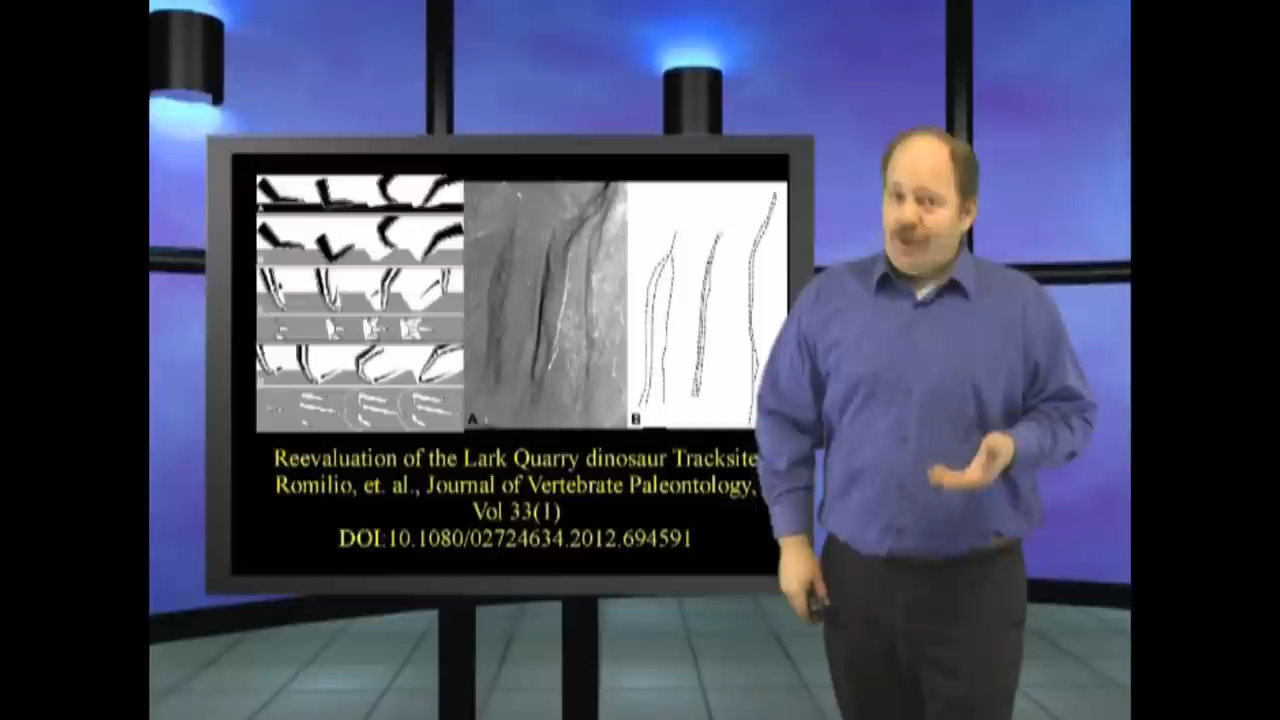 A
B
Reevaluation of the Lark Quarry dinosaur Tracksite
Romilio, et. al., Journal of Vertebrate Paleontology,
Vol 33(1)
DOI:10.1080/02724634.2012.694591